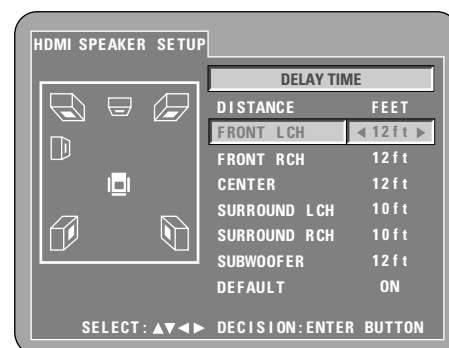 HDMI SPEAKER SETUP
DELAY TIME
DISTANCE FEET
FRONT LCH ◀12ft▶
FRONT RCH 12ft
CENTER 12ft
SURROUND LCH 10ft
SURROUND RCH 10ft
SUBWOOFER 12ft
DEFAULT ON
SELECT:▲▼◀▶ DECISION:ENTER BUTTON